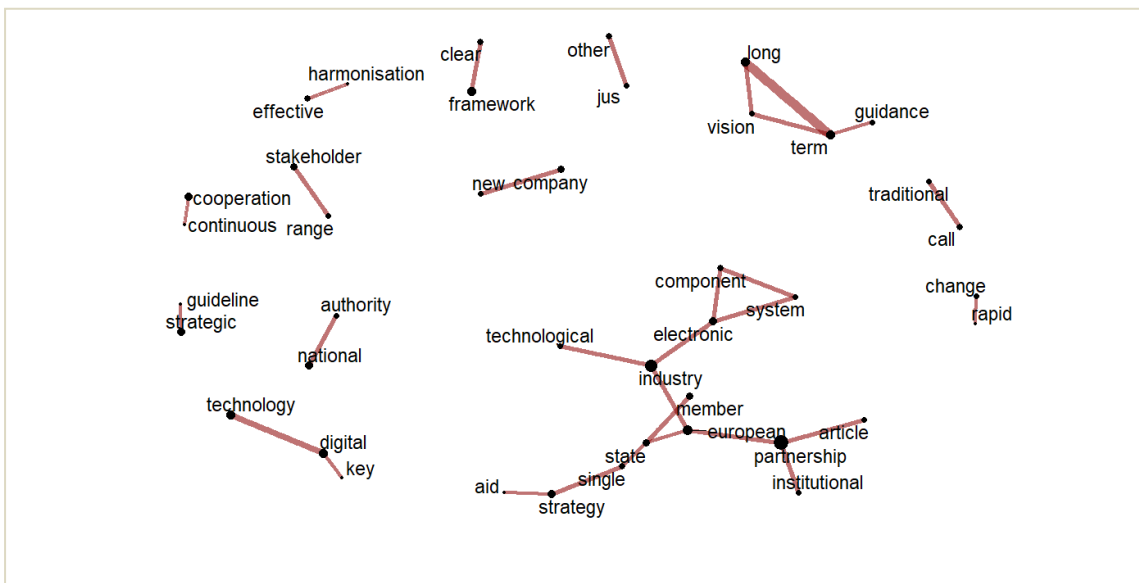 clear
other
long
harmonisation
effective
framework
jus
guidance
vision
term
stakeholder
new company
traditional
cooperation
continuous
range
call
component
change
guideline
authority
system
rapid
strategic
technological
electronic
national
industry
technology
member
digital
european
article
key
state
partnership
single
institutional
aid
strategy